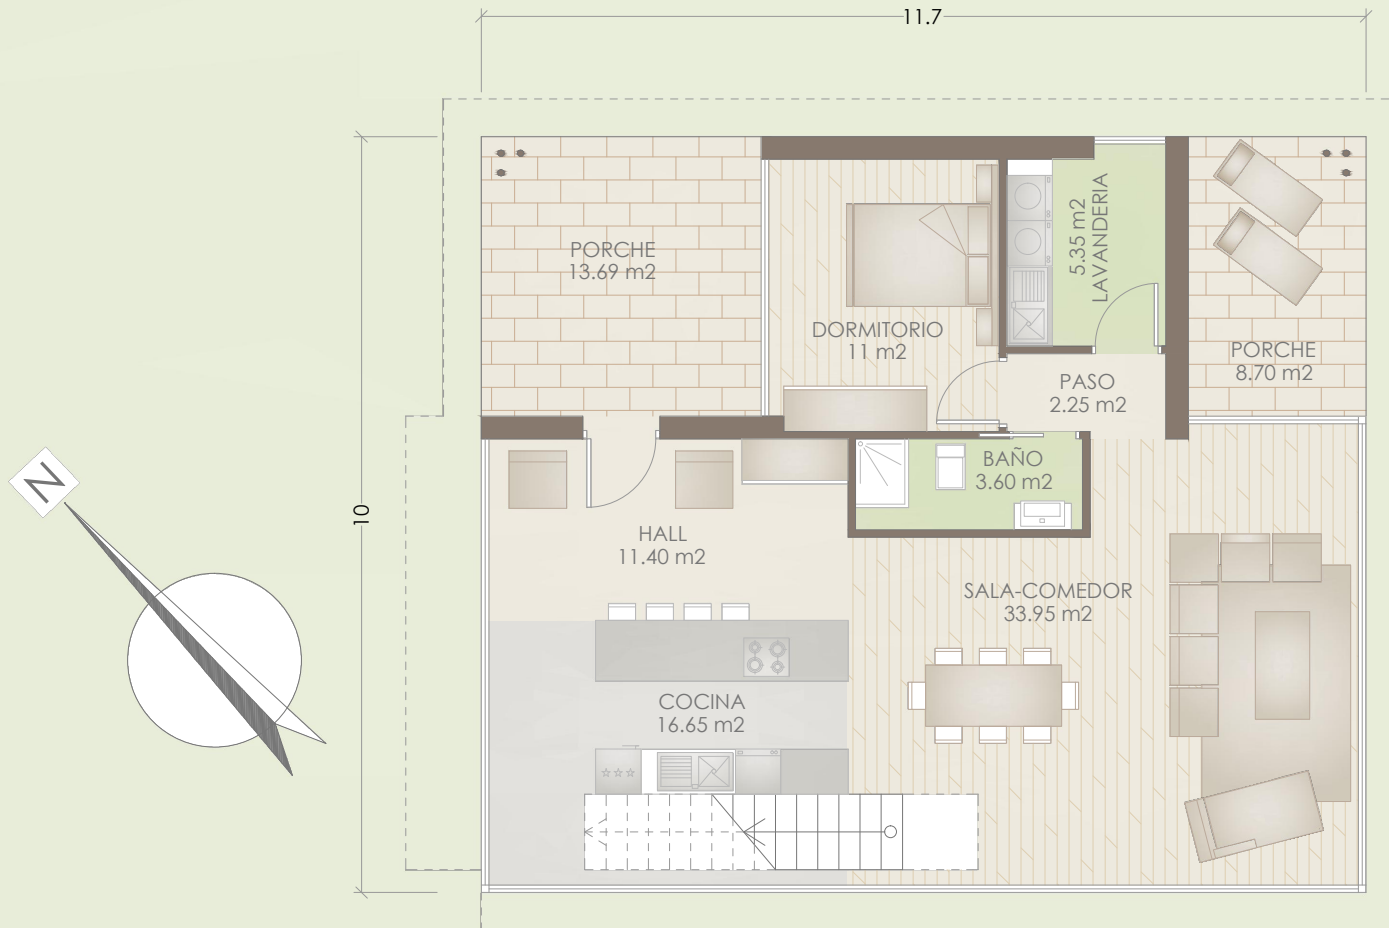 11.7
10
N
PORCHE
13.69 m2
DORMITORIO
11 m2
5.35 m2
LAVANDERIA
PORCHE
8.70 m2
PASO
2.25 m2
BAÑO
3.60 m2
HALL
11.40 m2
SALA-COMEDOR
33.95 m2
COCINA
16.65 m2